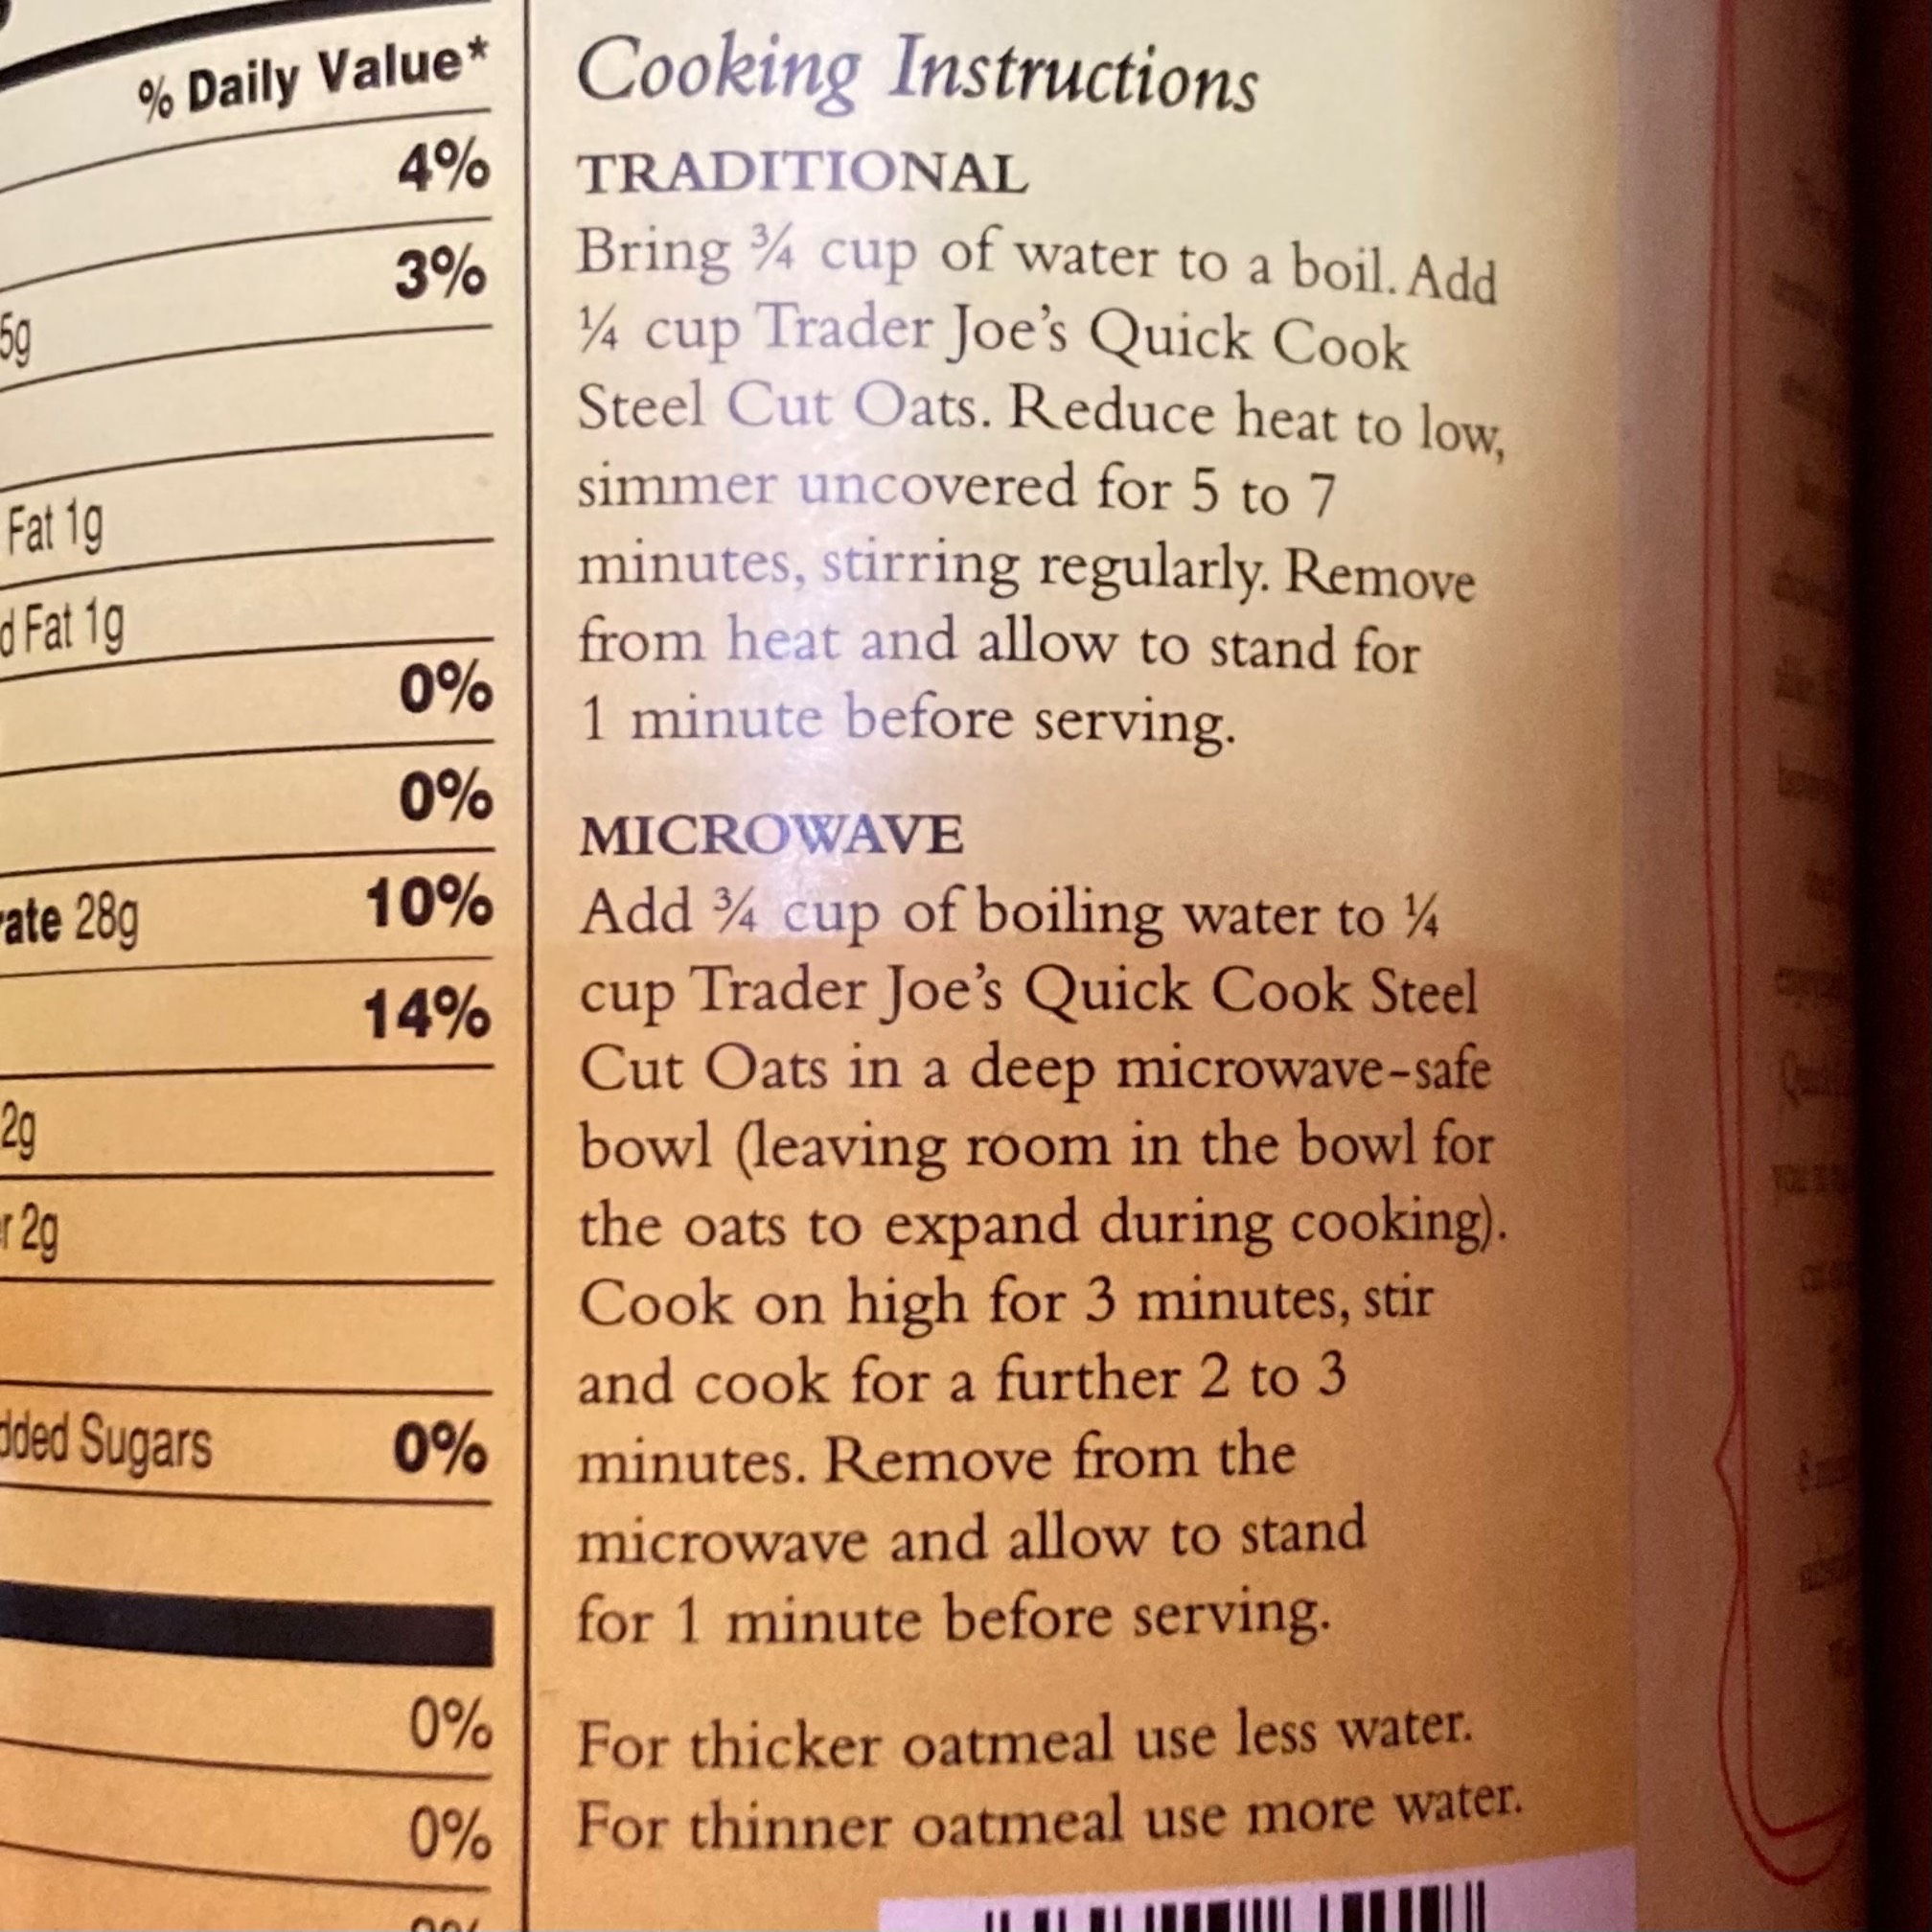 % Daily Value*
4%
3%
5g
Fat 1g
Fat 1g
0%
0%
28g 10%
14%
2g
2g
Sugars 0%
0%
0%
Cooking Instructions
TRADITIONAL
Bring ¾ cup of water to a boil. Add
¼ cup Trader Joe's Quick Cook
Steel Cut Oats. Reduce heat to low,
simmer uncovered for 5 to 7
minutes, stirring regularly. Remove
from heat and allow to stand for
1 minute before serving.
MICROWAVE
Add ¾ cup of boiling water to ¼
cup Trader Joe's Quick Cook Steel
Cut Oats in a deep microwave-safe
bowl (leaving room in the bowl for
the oats to expand during cooking).
Cook on high for 3 minutes, stir
and cook for a further 2 to 3
minutes. Remove from the
microwave and allow to stand
for 1 minute before serving.
For thicker oatmeal use less water.
For thinner oatmeal use more water.